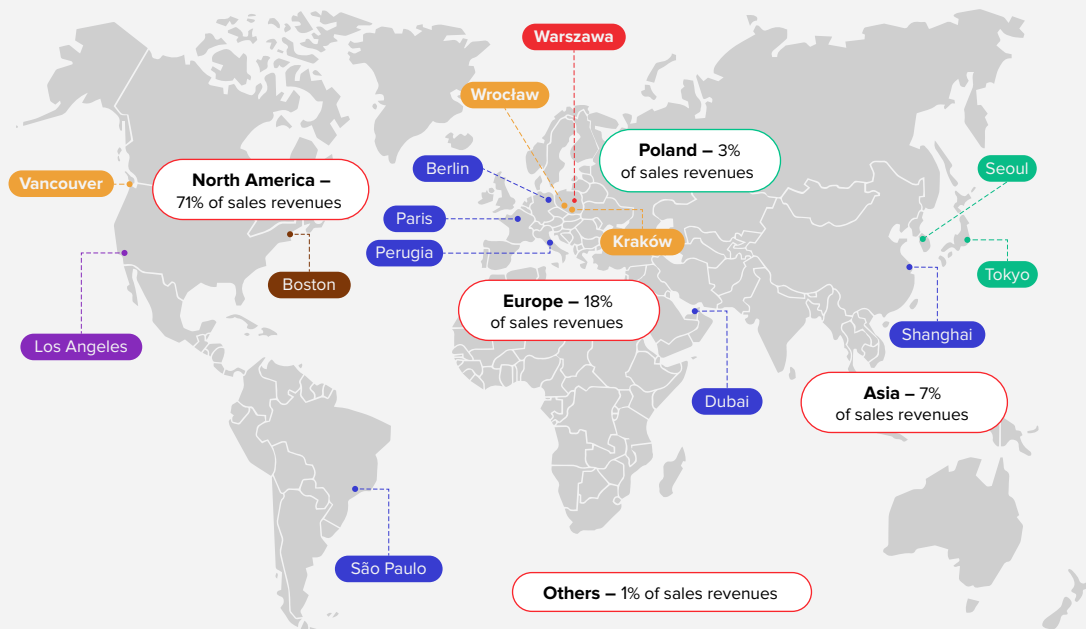 Warszawa
Wrocław
Poland – 3%
of sales revenues
Berlin
Seoul
Vancouver
North America –
71% of sales revenues
Paris
Kraków
Perugia
Boston
Tokyo
Europe – 18%
of sales revenues
Los Angeles
Shanghai
Dubai
Asia – 7%
of sales revenues
São Paulo
Others – 1% of sales revenues